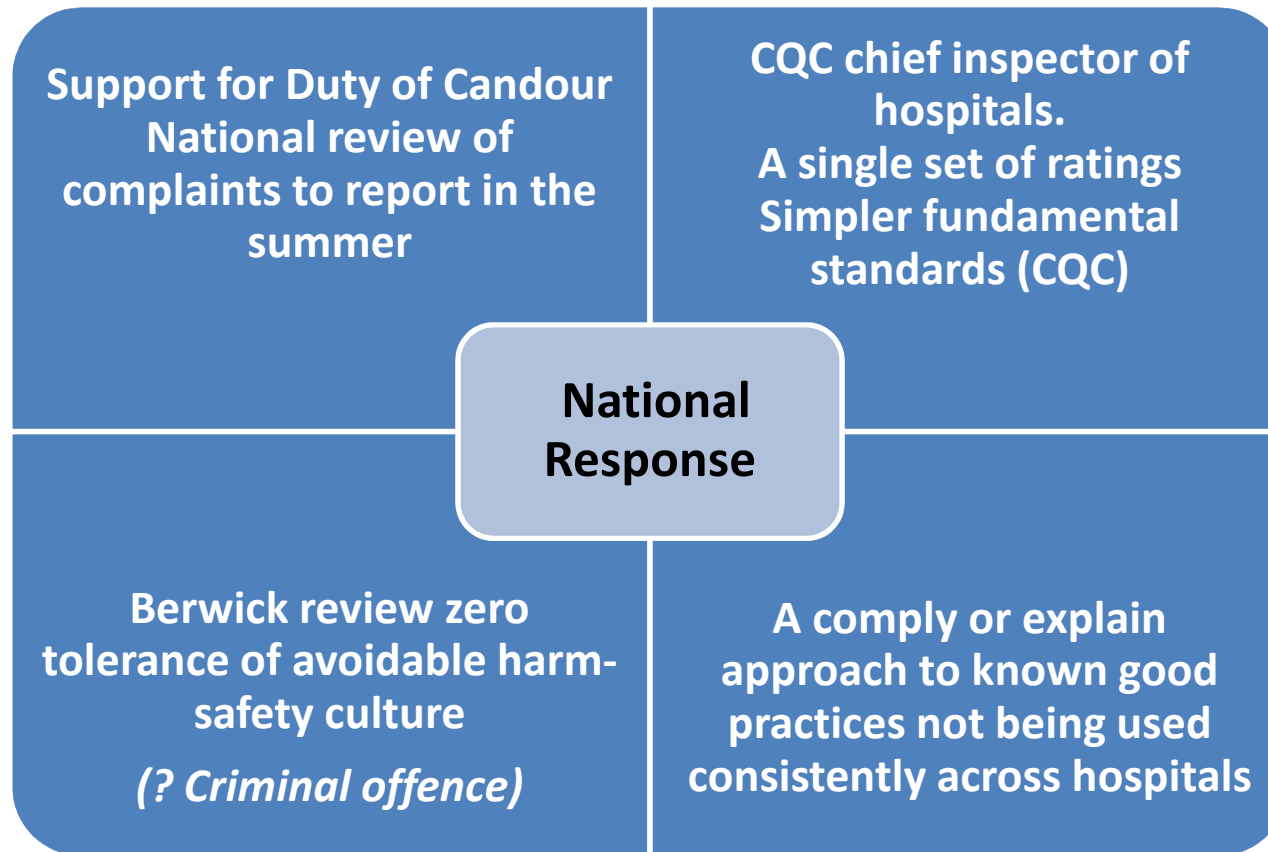 Support for Duty of Candour
National review of
complaints to report in the
summer
CQC chief inspector of
hospitals.
A single set of ratings
Simpler fundamental
standards (CQC)
National
Response
Berwick review zero
tolerance of avoidable harm-
safety culture
(? Criminal offence)
A comply or explain
approach to known good
practices not being used
consistently across hospitals